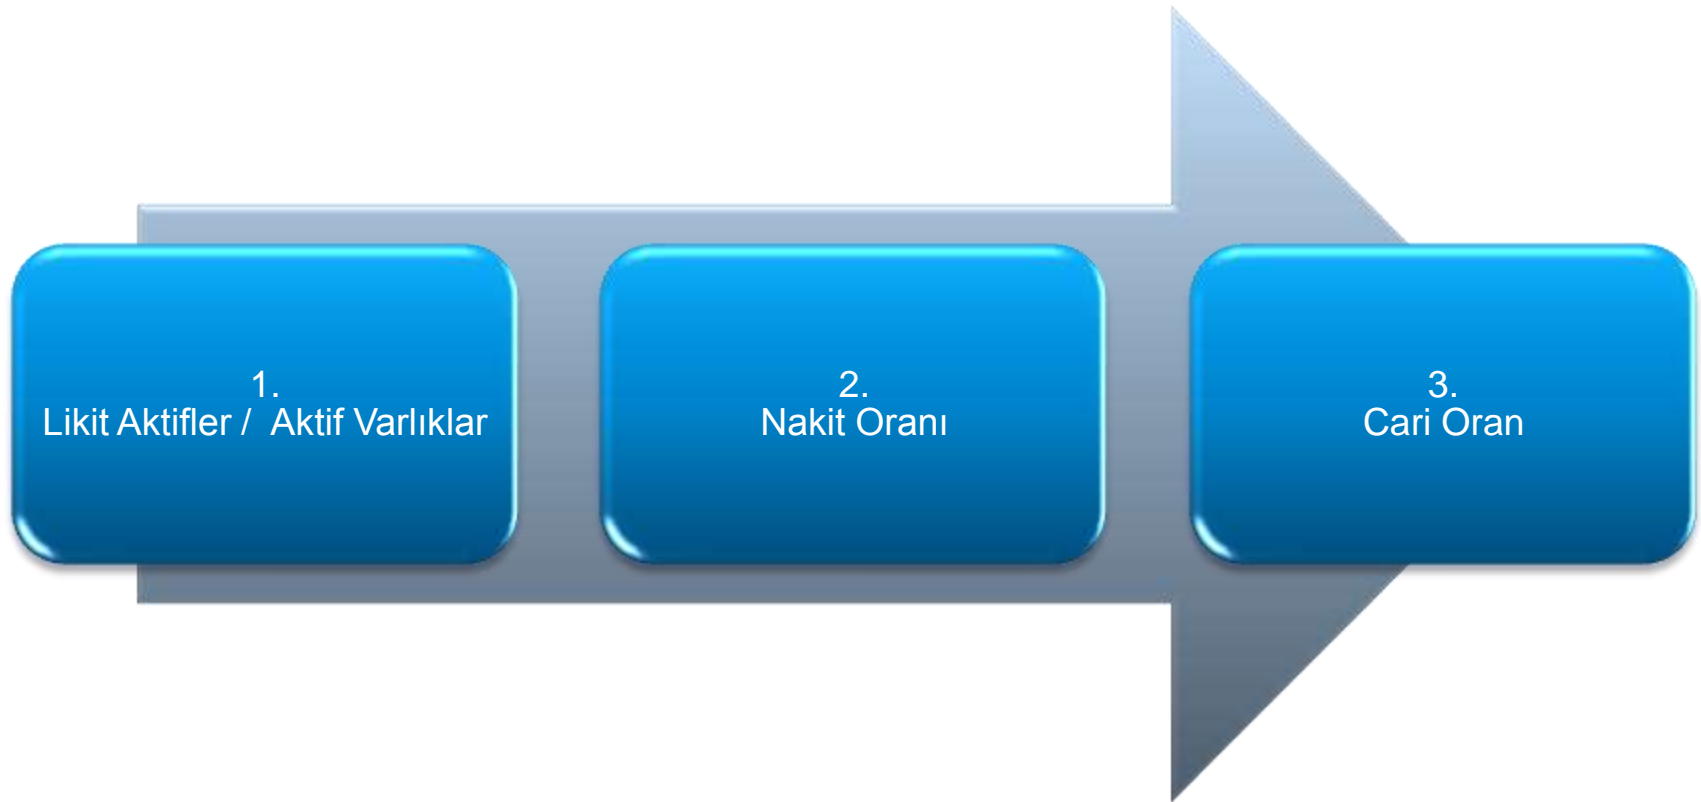 1.
Likit Aktifler /  Aktif Varlıklar
2.
Nakit Oranı
3.
Cari Oran